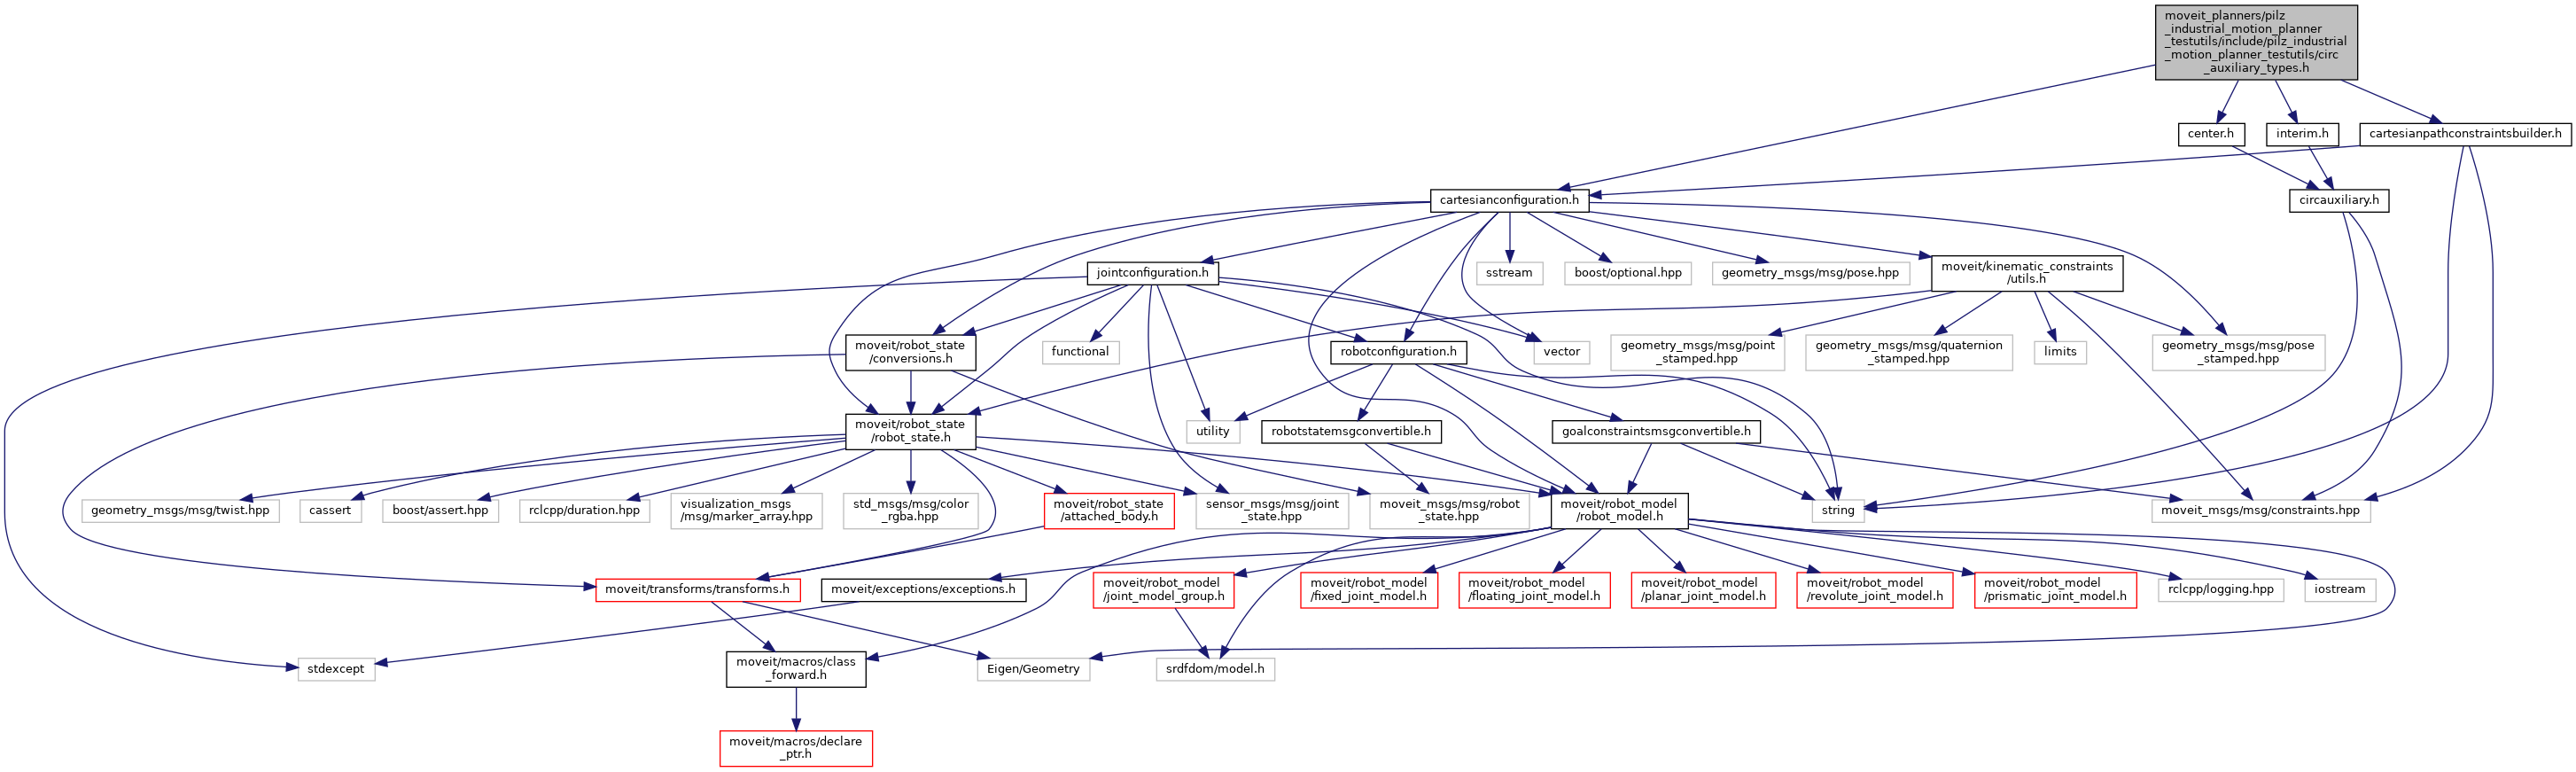 moveit_planners/pilz
_industrial_motion_planner
_testutils/include/pilz_industrial
_motion_planner_testutils/circ
_auxiliary_types.h
center.h
interim.h
cartesianpathconstraintsbuilder.h
cartesianconfiguration.h
circauxiliary.h
jointconfiguration.h
sstream
boost/optional.hpp
geometry_msgs/msg/pose.hpp
moveit/kinematic_constraints
/utils.h
moveit/robot_state
/conversions.h
functional
robotconfiguration.h
vector
geometry_msgs/msg/point
_stamped.hpp
geometry_msgs/msg/quaternion
_stamped.hpp
limits
geometry_msgs/msg/pose
_stamped.hpp
moveit/robot_state
/robot_state.h
utility
robotstatemsgconvertible.h
goalconstraintsmsgconvertible.h
geometry_msgs/msg/twist.hpp
cassert
boost/assert.hpp
rclcpp/duration.hpp
visualization_msgs
/msg/marker_array.hpp
std_msgs/msg/color
_rgba.hpp
moveit/robot_state
/attached_body.h
sensor_msgs/msg/joint
_state.hpp
moveit_msgs/msg/robot
_state.hpp
moveit/robot_model
/robot_model.h
string
moveit_msgs/msg/constraints.hpp
moveit/transforms/transforms.h
moveit/exceptions/exceptions.h
moveit/robot_model
/joint_model_group.h
moveit/robot_model
/fixed_joint_model.h
moveit/robot_model
/floating_joint_model.h
moveit/robot_model
/planar_joint_model.h
moveit/robot_model
/revolute_joint_model.h
moveit/robot_model
/prismatic_joint_model.h
rclcpp/logging.hpp
iostream
stdexcept
moveit/macros/class
_forward.h
Eigen/Geometry
srdfdom/model.h
moveit/macros/declare
_ptr.h